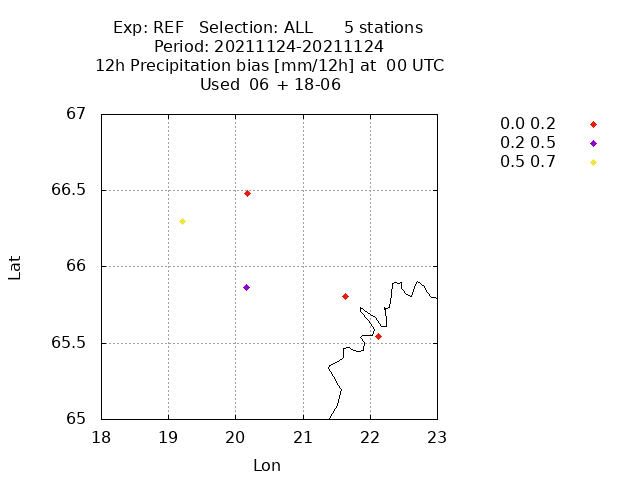 Exp: REF Selection: ALL 5 stations
Period: 20211124-20211124
12h Precipitation bias [mm/12h] at 00 UTC
Used 06 + 18-06
0.0 0.2
0.2 0.5
0.5 0.7
67
66.5
66
65.5
65
Lat
18 19 20 21 22 23
Lon